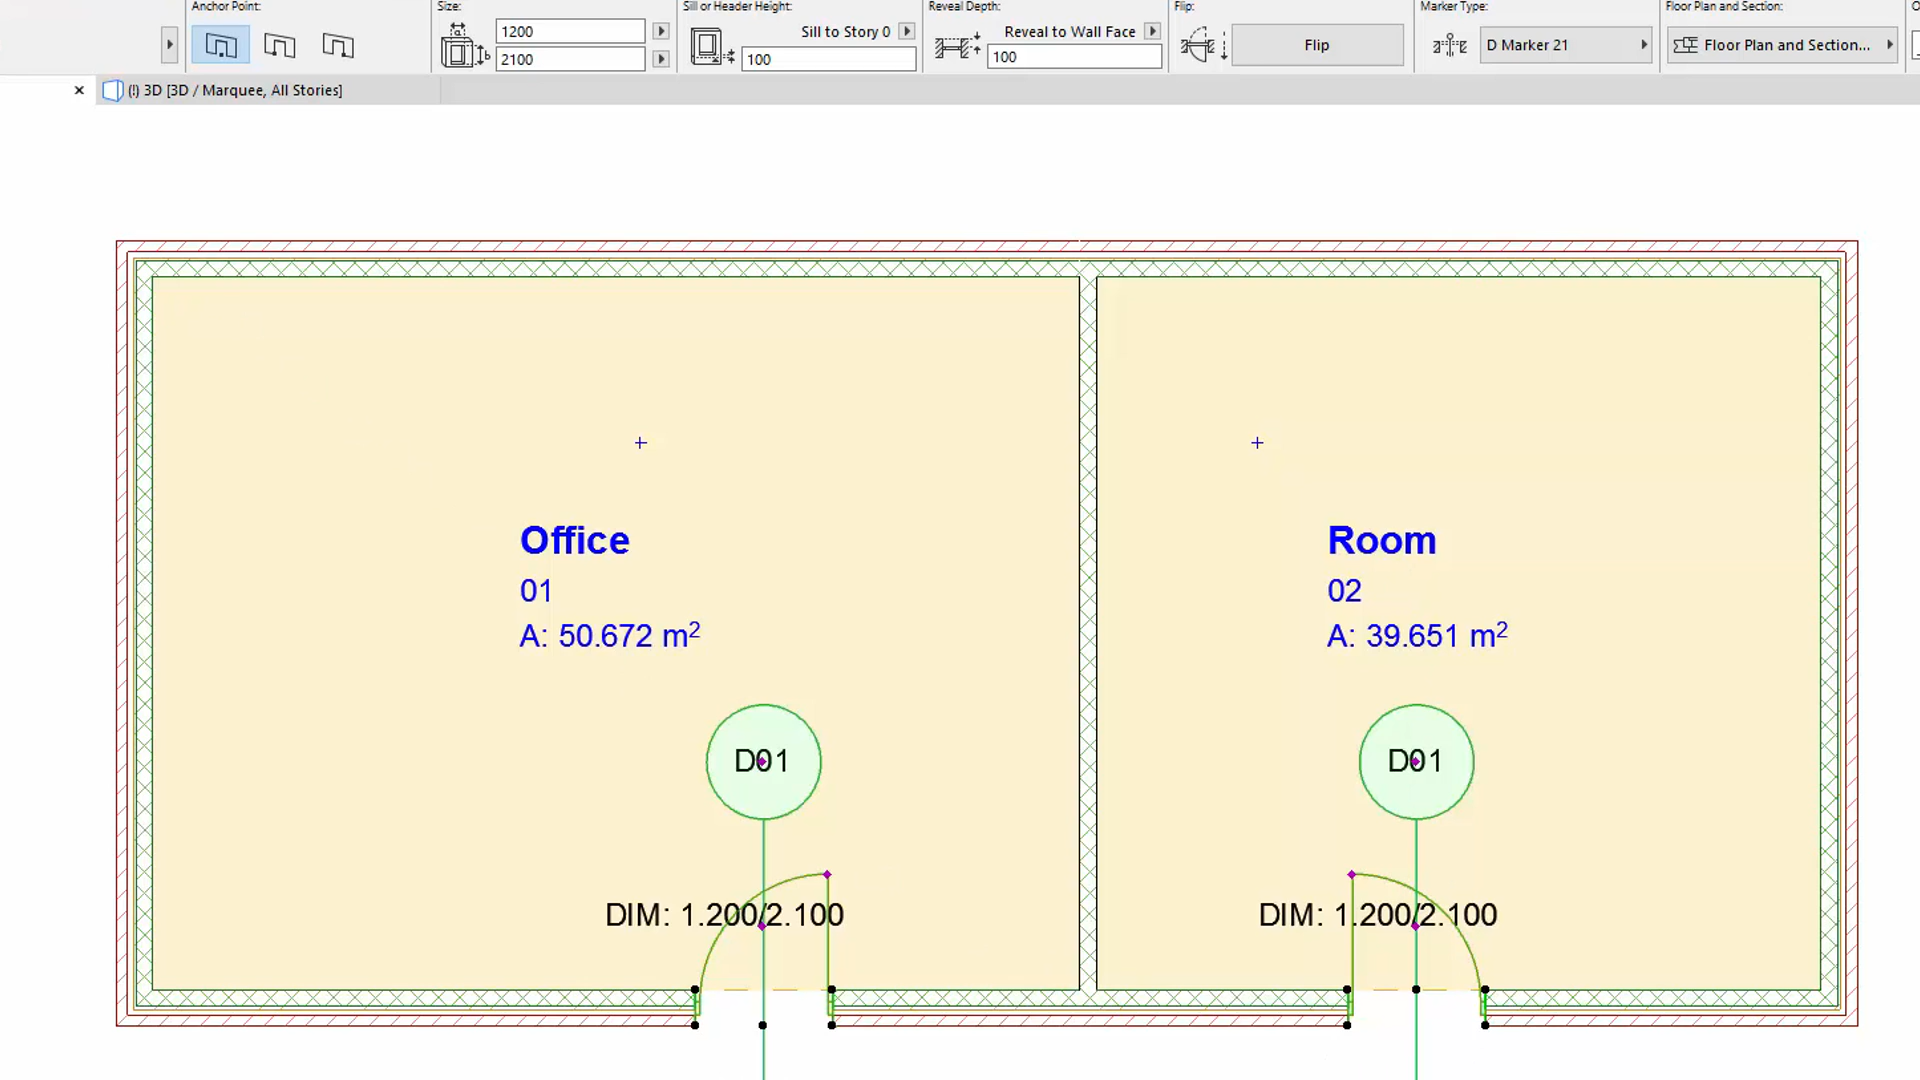 Anchor Point:
Size:
Sill or Header Height:
Reveal Depth:
Flip:
Marker Type:
Floor Plan and Section:
1200
2100
Sill to Story 0
100
Reveal to Wall Face
100
Flip
D Marker 21
Floor Plan and Section...
(!) 3D [3D / Marquee, All Stories]
Office
01
A: 50.672 m²
Room
02
A: 39.651 m²
D01
D01
DIM: 1.200/2.100
DIM: 1.200/2.100